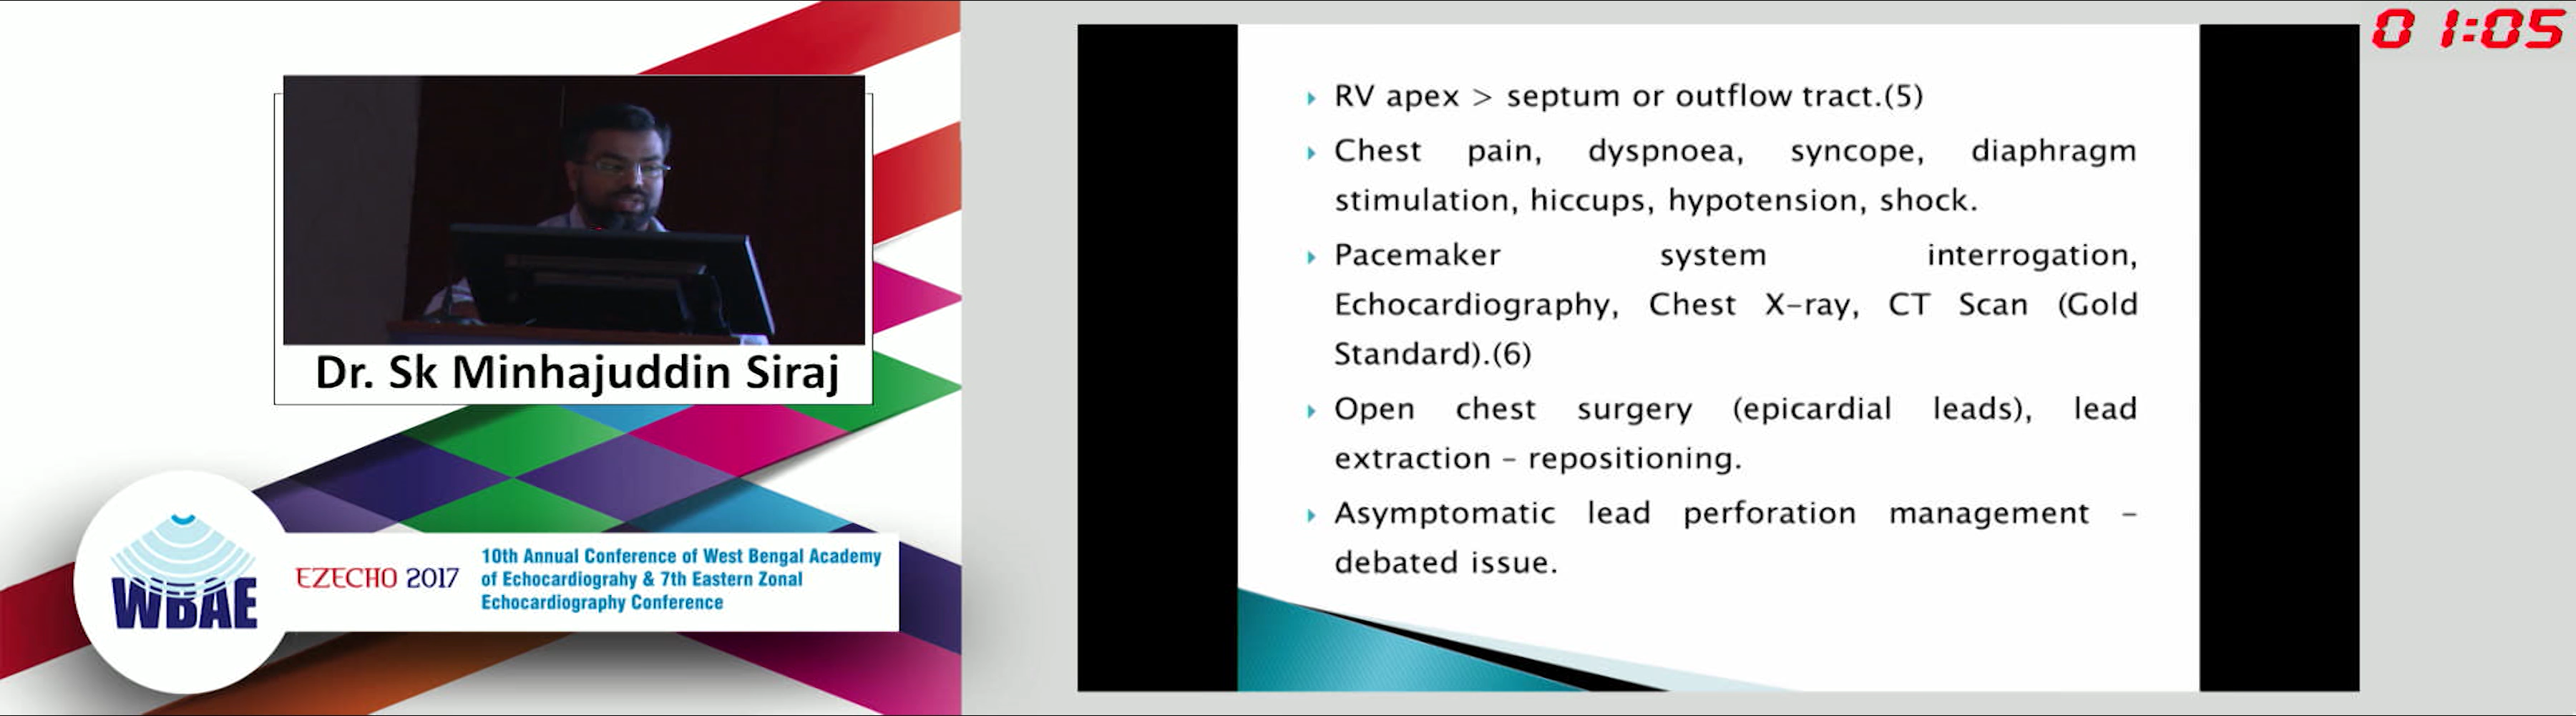 01:05
Dr. Sk Minhajuddin Siraj
WBAE
EZECHO 2017
10th Annual Conference of West Bengal Academy
of Echocardiograhy & 7th Eastern Zonal
Echocardiography Conference
RV apex > septum or outflow tract.(5)
Chest pain, dyspnoea, syncope, diaphragm
stimulation, hiccups, hypotension, shock.
Pacemaker system interrogation,
Echocardiography, Chest X-ray, CT Scan (Gold
Standard).(6)
Open chest surgery (epicardial leads), lead
extraction – repositioning.
Asymptomatic lead perforation management –
debated issue.